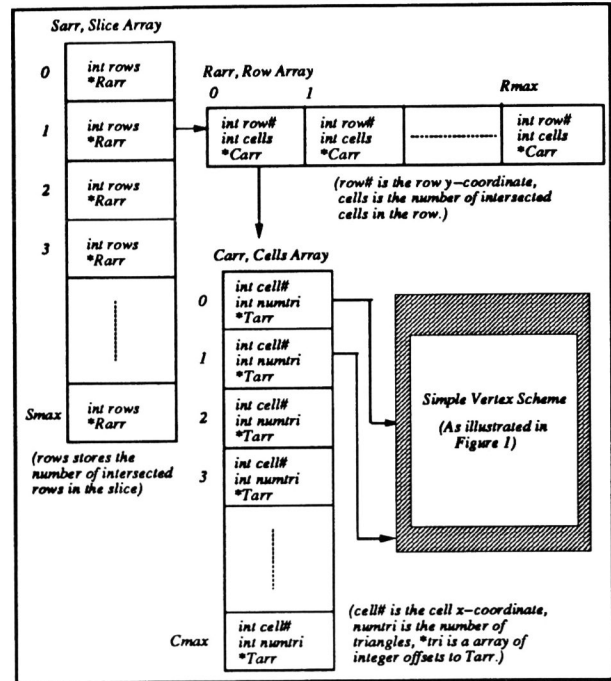 Sarr, Slice Array
0
int rows
*Rarr
1
int rows
*Rarr
2
int rows
*Rarr
3
int rows
*Rarr
Smax
int rows
*Rarr
(rows stores the
number of intersected
rows in the slice)
Rarr, Row Array
Rmax
0
1
int row#
int cells
*Carr
int row#
int cells
*Carr
int row#
int cells
*Carr
(row# is the row y-coordinate,
cells is the number of intersected
cells in the row.)
Carr, Cells Array
0
int cell#
int numtri
*Tarr
1
int cell#
int numtri
*Tarr
2
int cell#
int numtri
*Tarr
3
int cell#
int numtri
*Tarr
Cmax
int cell#
int numtri
*Tarr
Simple Vertex Scheme
(As illustrated in
Figure 1)
(cell# is the cell x-coordinate,
numtri is the number of
triangles, *tri is a array of
integer offsets to Tarr.)